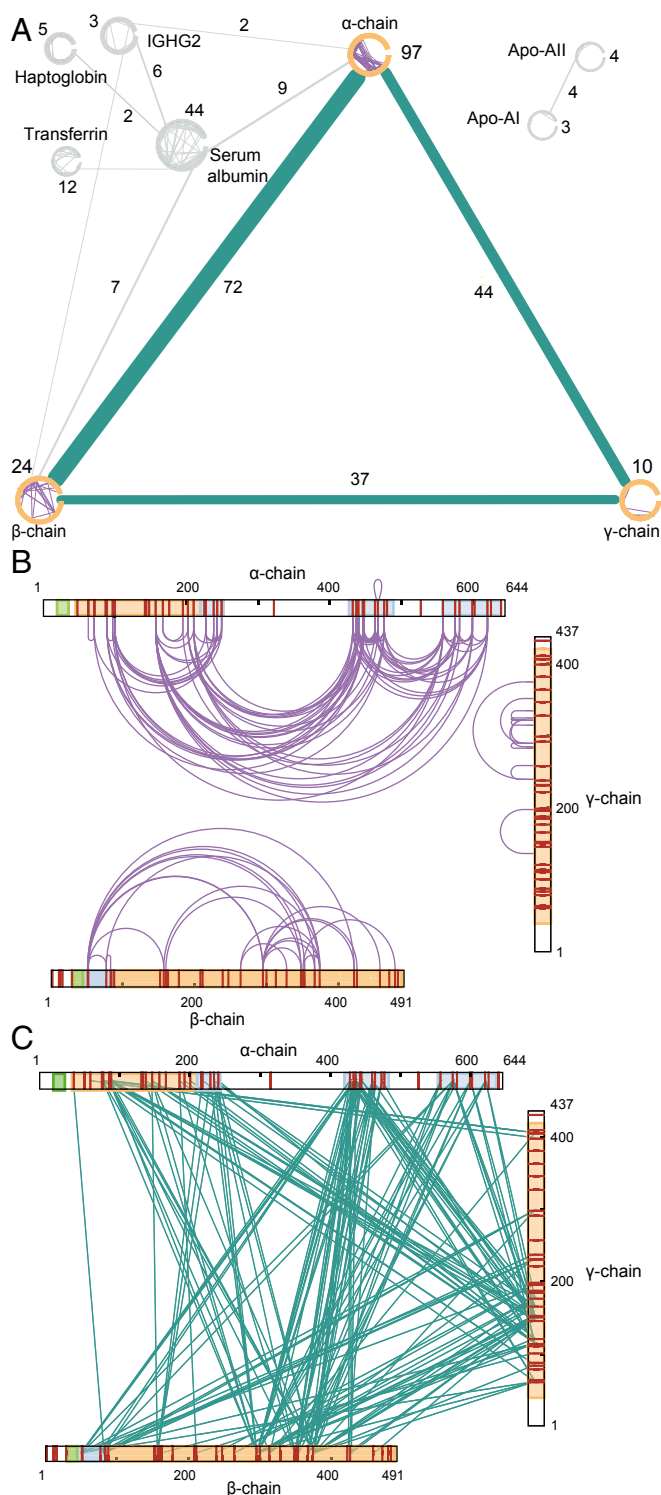 A
5
3
IGHG2
2
α-chain
97
Haptoglobin
6
9
44
2
Transferrin
12
Serum
albumin
Apo-AII
4
4
Apo-AI
3
7
72
44
24
37
10
β-chain
γ-chain
B
α-chain
1
200
400
600
644
437
400
γ-chain
200
1
1
200
400
491
β-chain
C
α-chain
1
200
400
600
644
437
400
γ-chain
200
1
1
200
400
491
β-chain